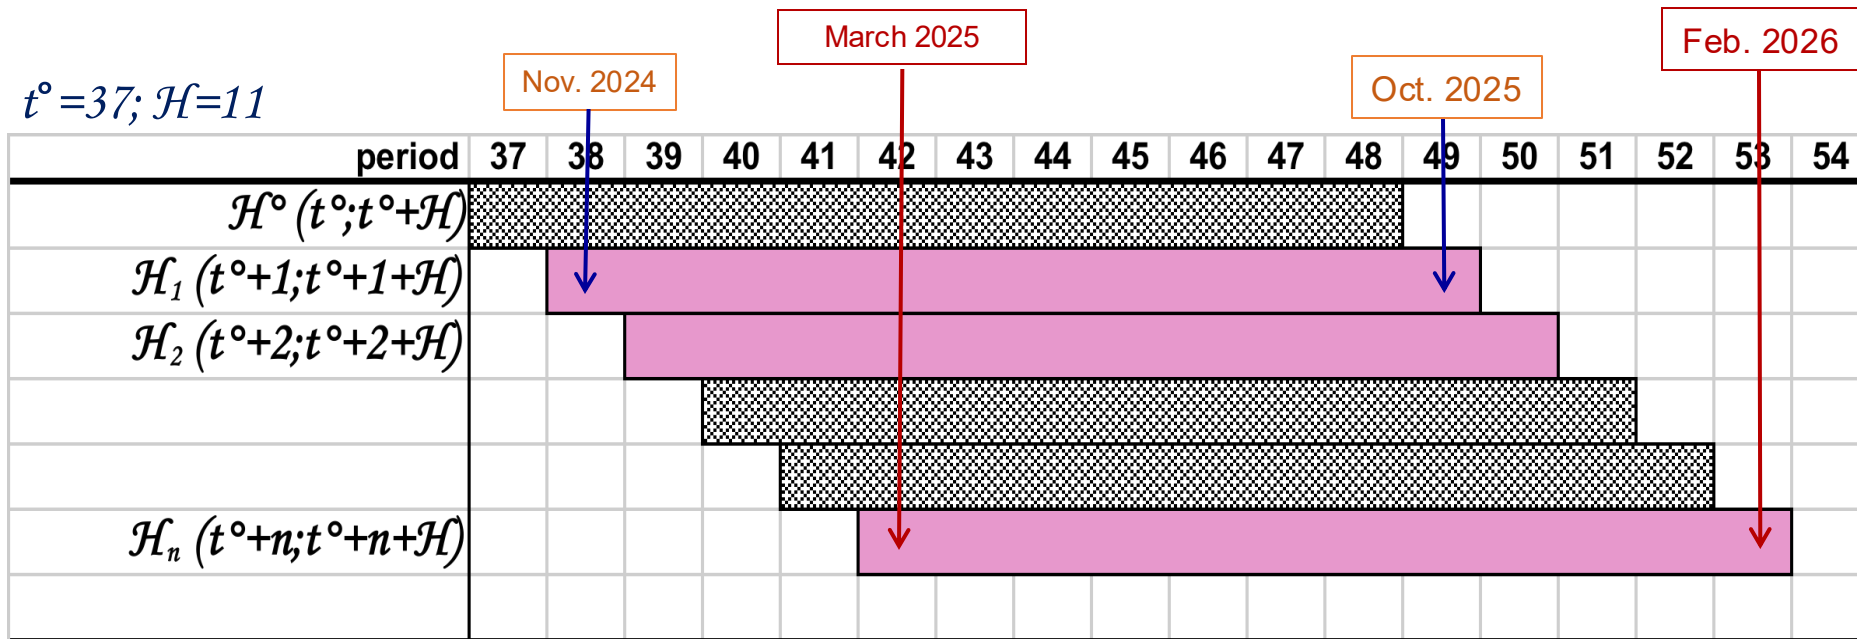 March 2025
Feb. 2026
Nov. 2024
Oct. 2025
t°=37; ℋ=11
period 37 38 39 40 41 42 43 44 45 46 47 48 49 50 51 52 53 54
ℋ° (t°;t°+ℋ)
ℋ₁ (t°+1;t°+1+ℋ)
ℋ₂ (t°+2;t°+2+ℋ)
ℋₙ (t°+n;t°+n+ℋ)